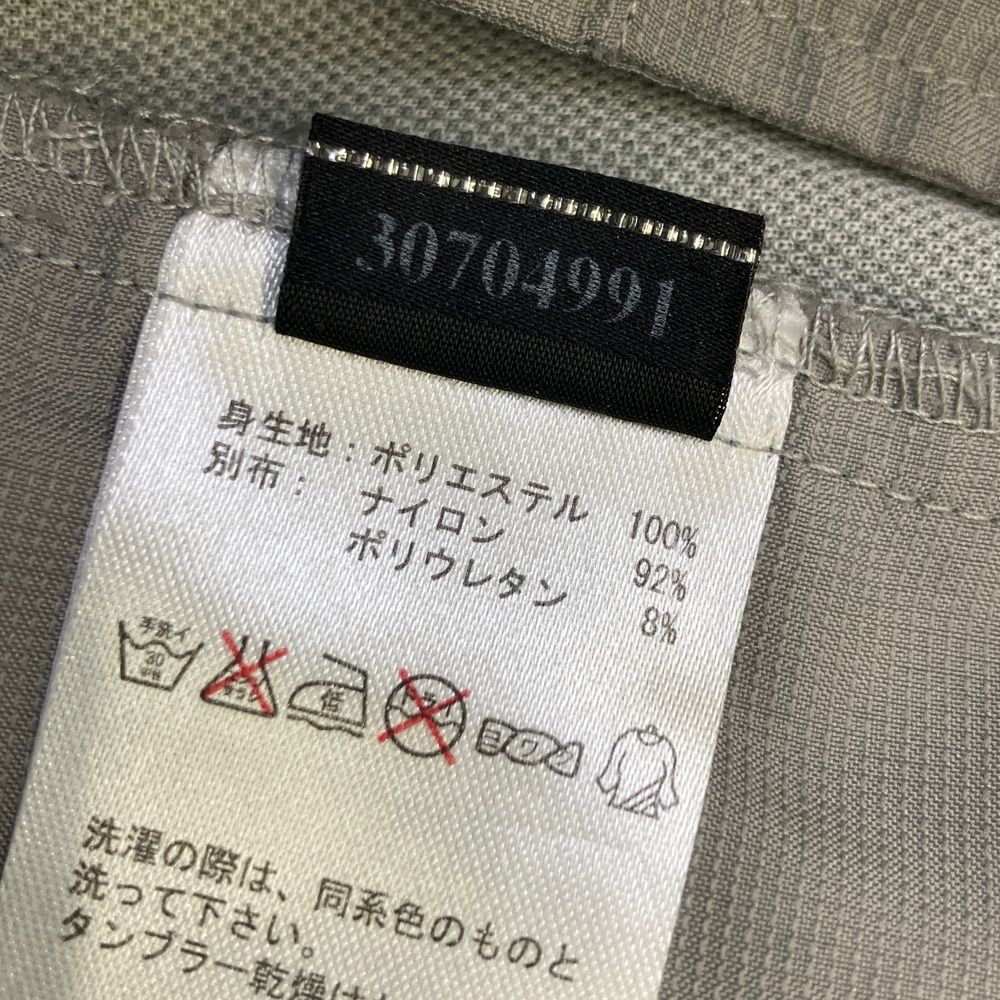 30704991
身生地：ポリエステル 100%
別布： ナイロン 92%
ポリウレタン 8%
手洗イ
30
中性
低
ドライ
ヨワク
洗濯の際は、同系色のものと
洗って下さい。
タンブラー乾燥は